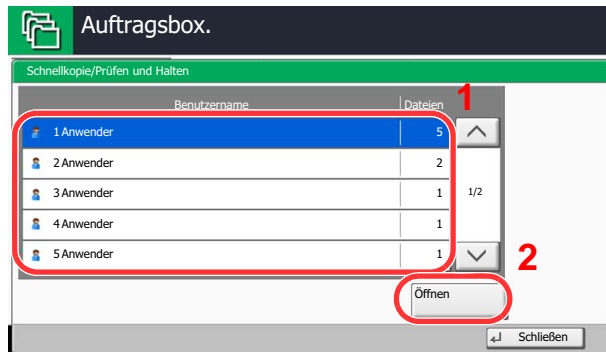 Auftragsbox.
Schnellkopie/Prüfen und Halten
Benutzername Dateien 1
1 Anwender 5
2 Anwender 2
3 Anwender 1 1/2
4 Anwender 1
5 Anwender 1 2
Öffnen
Schließen